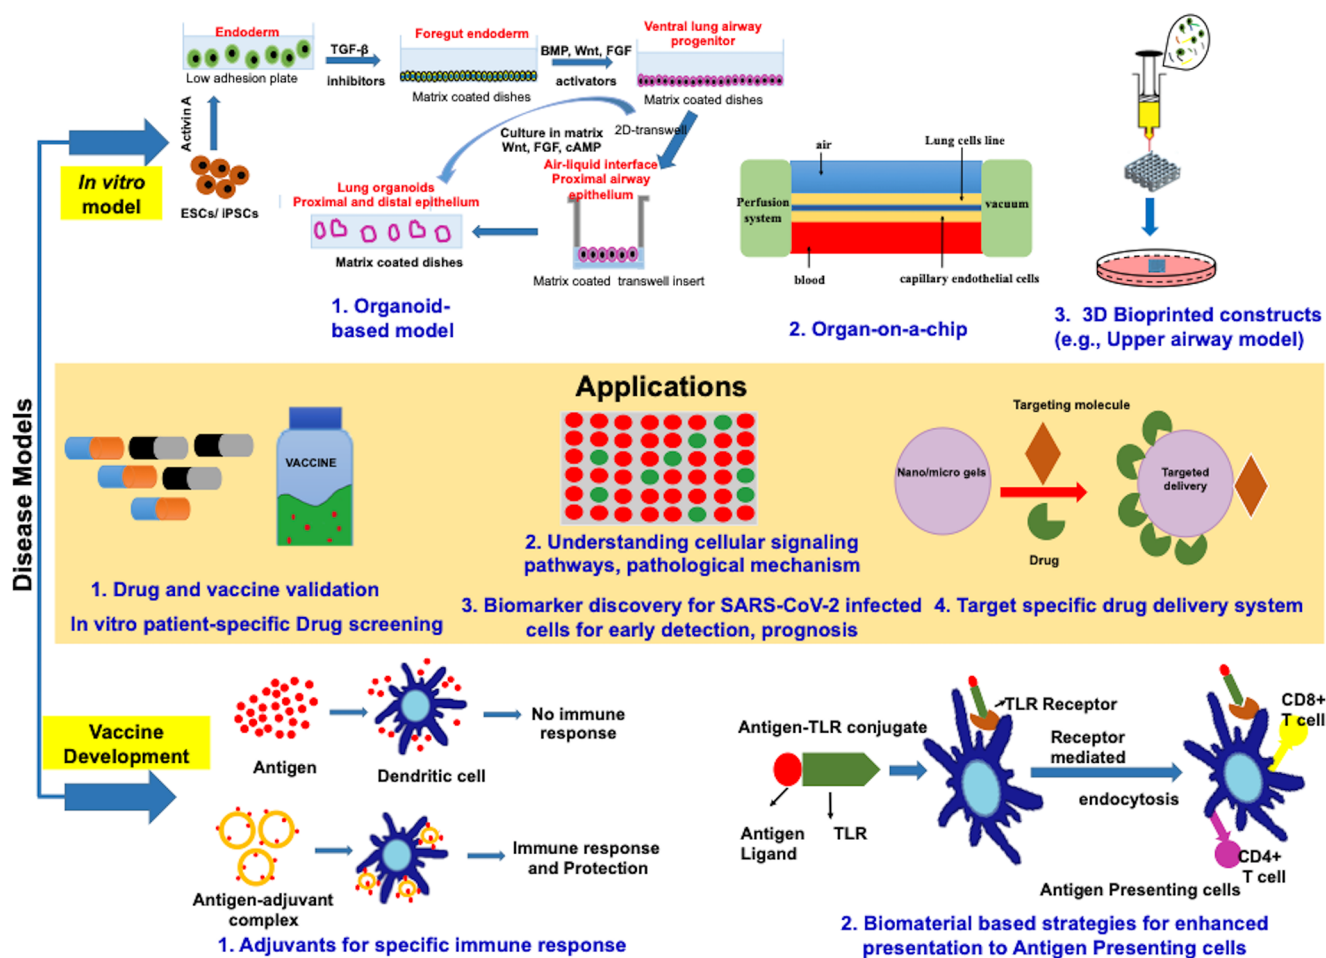 Disease Models
In vitro
model
Activin A
ESCs/ iPSCs
Endoderm
Low adhesion plate
TGF-β
inhibitors
Foregut endoderm
Matrix coated dishes
BMP, Wnt, FGF
activators
Ventral lung airway
progenitor
Matrix coated dishes
2D-transwell
Culture in matrix
Wnt, FGF, cAMP
Air-liquid interface
Proximal airway
epithelium
Matrix coated transwell insert
Lung organoids
Proximal and distal epithelium
Matrix coated dishes
1. Organoid-
based model
air
Lung cells line
Perfusion
system
vacuum
blood
capillary endothelial cells
2. Organ-on-a-chip
3. 3D Bioprinted constructs
(e.g., Upper airway model)
Applications
VACCINE
1. Drug and vaccine validation
In vitro patient-specific Drug screening
2. Understanding cellular signaling
pathways, pathological mechanism
3. Biomarker discovery for SARS-CoV-2 infected
cells for early detection, prognosis
Targeting molecule
Nano/micro gels
Drug
Targeted
delivery
4. Target specific drug delivery system
Vaccine
Development
Antigen
Dendritic cell
No immune
response
Antigen-adjuvant
complex
Immune response
and Protection
1. Adjuvants for specific immune response
Antigen-TLR conjugate
Antigen
Ligand
TLR
TLR Receptor
Receptor
mediated
endocytosis
CD8+
T cell
CD4+
T cell
Antigen Presenting cells
2. Biomaterial based strategies for enhanced
presentation to Antigen Presenting cells